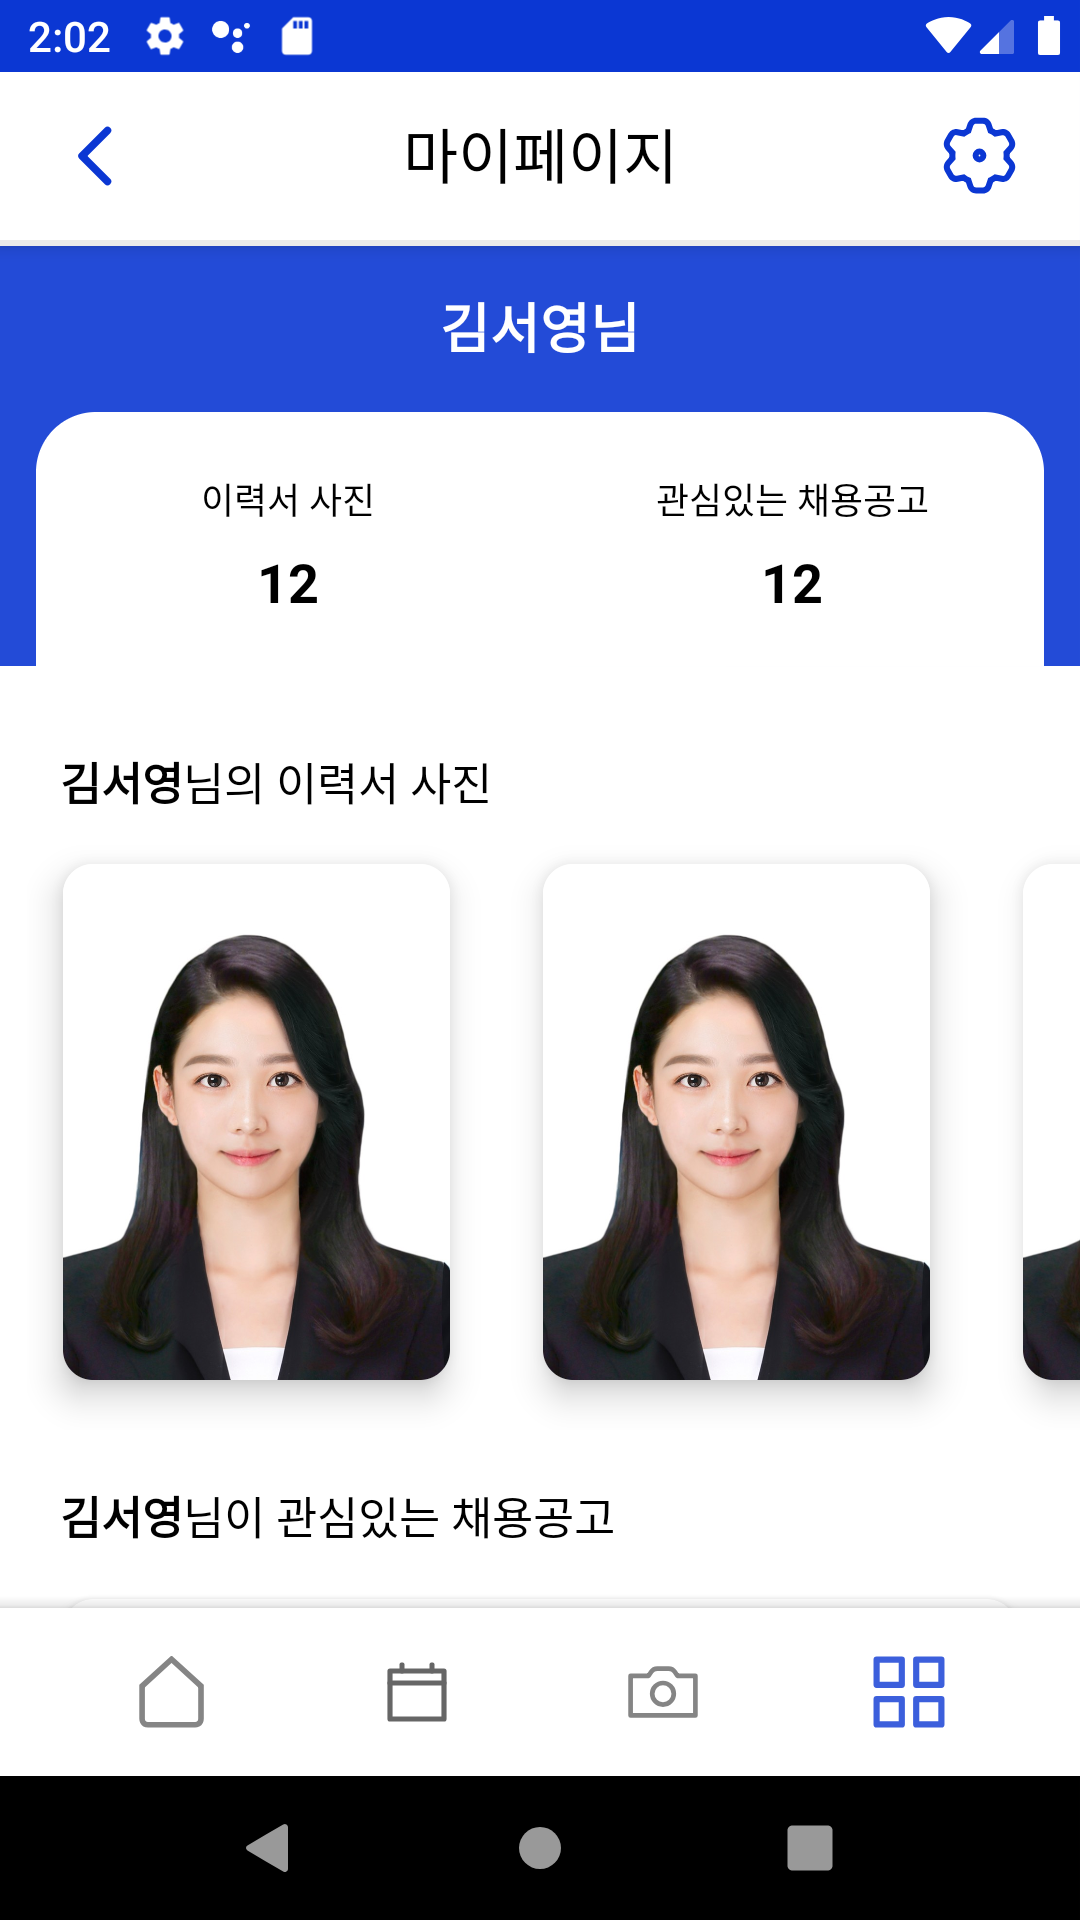 2:02
마이페이지
김서영님
이력서 사진
관심있는 채용공고
12
12
김서영님의 이력서 사진
김서영님이 관심있는 채용공고